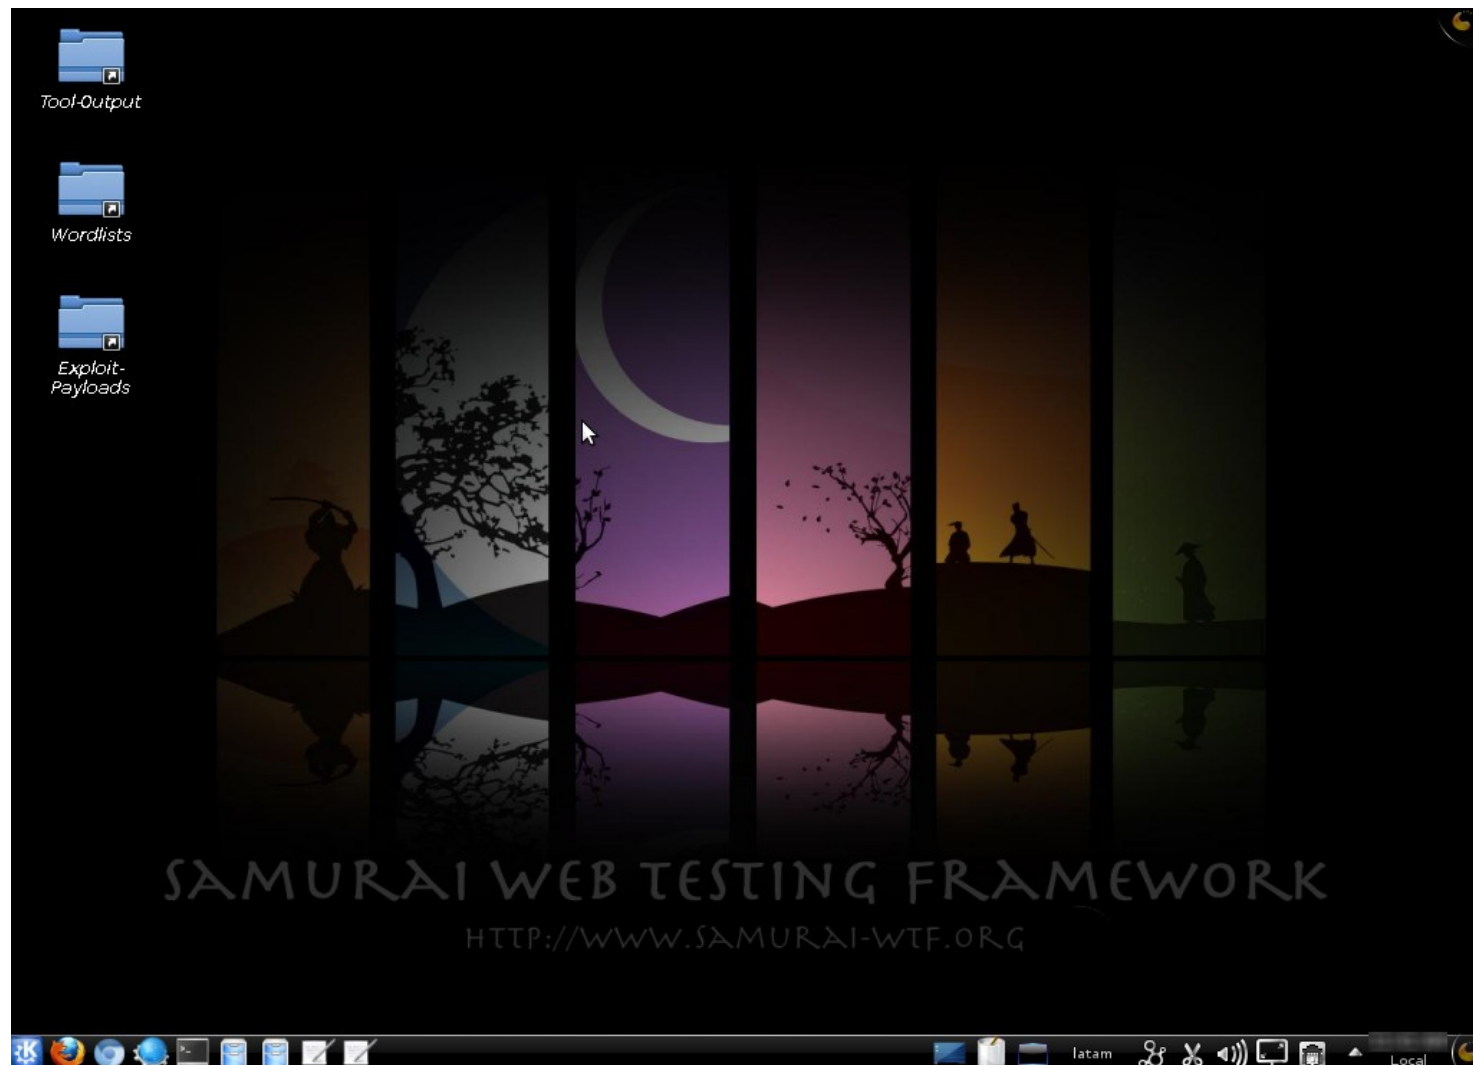 Tool-Output
Wordlists
Exploit-
Payloads
SAMURAI WEB TESTING FRAMEWORK
HTTP://WWW.SAMURAI-WTF.ORG
latam
Local